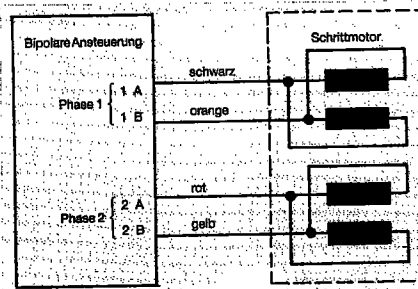 Bipolare Ansteuerung
Schrittmotor
schwarz
1 A
Phase 1
orange
1 B
rot
2 A
Phase 2
gelb
2 B